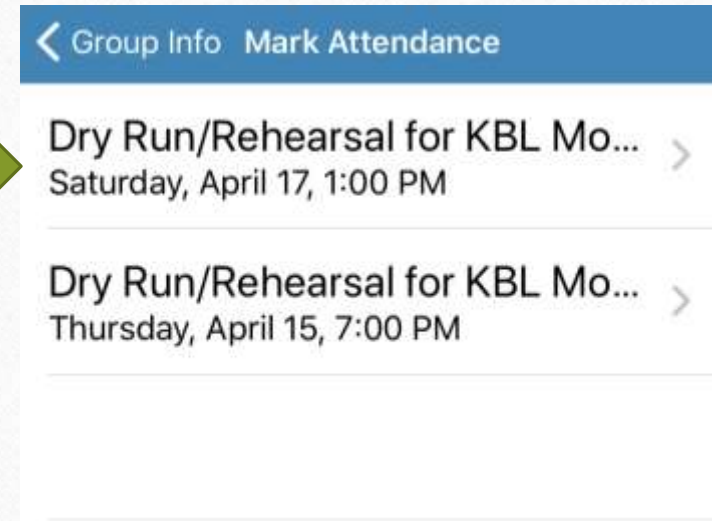 Group Info Mark Attendance
Dry Run/Rehearsal for KBL Mo...
Saturday, April 17, 1:00 PM
Dry Run/Rehearsal for KBL Mo...
Thursday, April 15, 7:00 PM